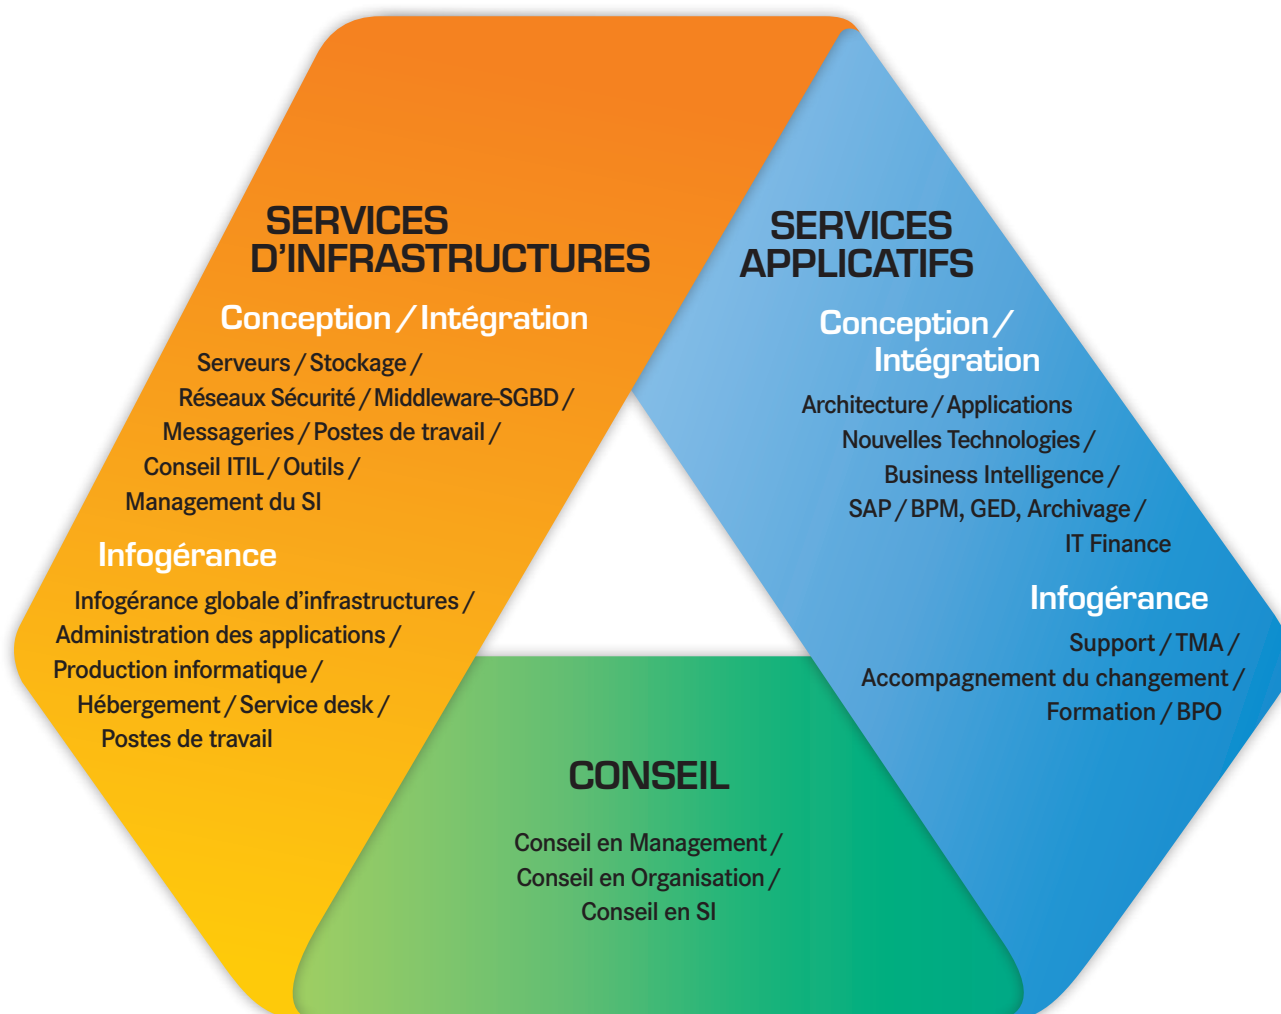 SERVICES
D'INFRASTRUCTURES
Conception / Intégration
Serveurs / Stockage /
Réseaux Sécurité / Middleware-SGBD /
Messageries / Postes de travail /
Conseil ITIL / Outils /
Management du SI
Infogérance
Infogérance globale d'infrastructures /
Administration des applications /
Production informatique /
Hébergement / Service desk /
Postes de travail
SERVICES
APPLICATIFS
Conception /
Intégration
Architecture / Applications
Nouvelles Technologies /
Business Intelligence /
SAP / BPM, GED, Archivage /
IT Finance
Infogérance
Support / TMA /
Accompagnement du changement /
Formation / BPO
CONSEIL
Conseil en Management /
Conseil en Organisation /
Conseil en SI